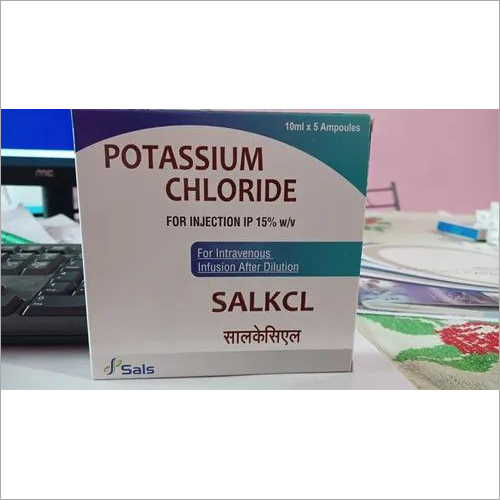 10ml x 5 Ampoules
POTASSIUM
CHLORIDE
FOR INJECTION IP 15% w/v
For Intravenous
Infusion After Dilution
SALKCL
सालकेसिएल
Sals